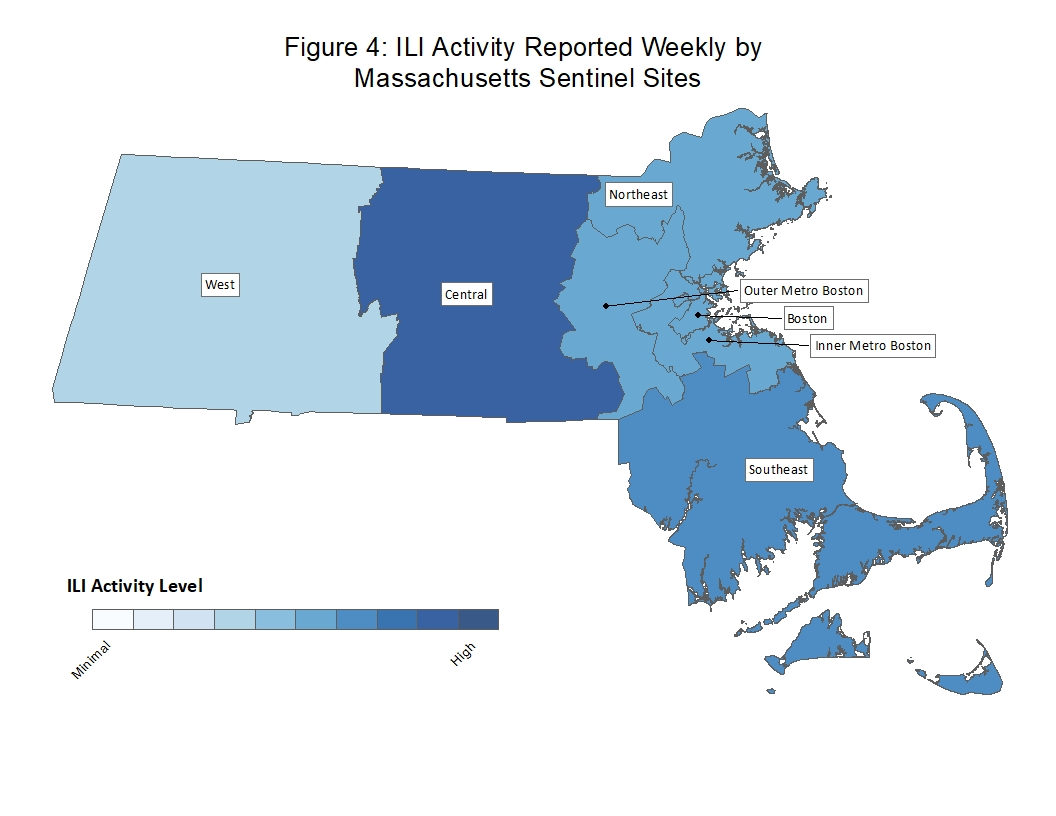 Figure 4: ILI Activity Reported Weekly by
Massachusetts Sentinel Sites
Northeast
West
Central
Outer Metro Boston
Boston
Inner Metro Boston
Southeast
ILI Activity Level
Minimal
High